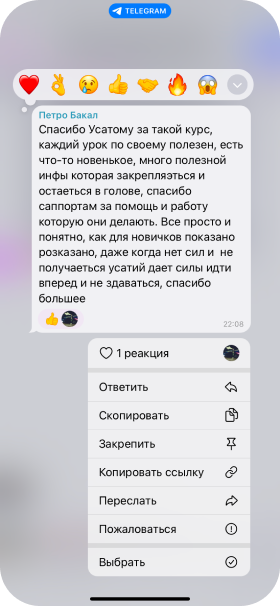 TELEGRAM
Петро Бакал
Спасибо Усатому за такой курс,
каждий урок по своему полезен, есть
что-то новенькое, много полезной
инфы которая закрепляэться и
остаеться в голове, спасибо
саппортам за помощь и работу
которую они делають. Все просто и
понятно, как для новичков показано
розказано, даже когда нет сил и не
получаеться усатий дает силы идти
вперед и не здаваться, спасибо
большее
22:08
1 реакция
Ответить
Скопировать
Закрепить
Копировать ссылку
Переслать
Пожаловаться
Выбрать